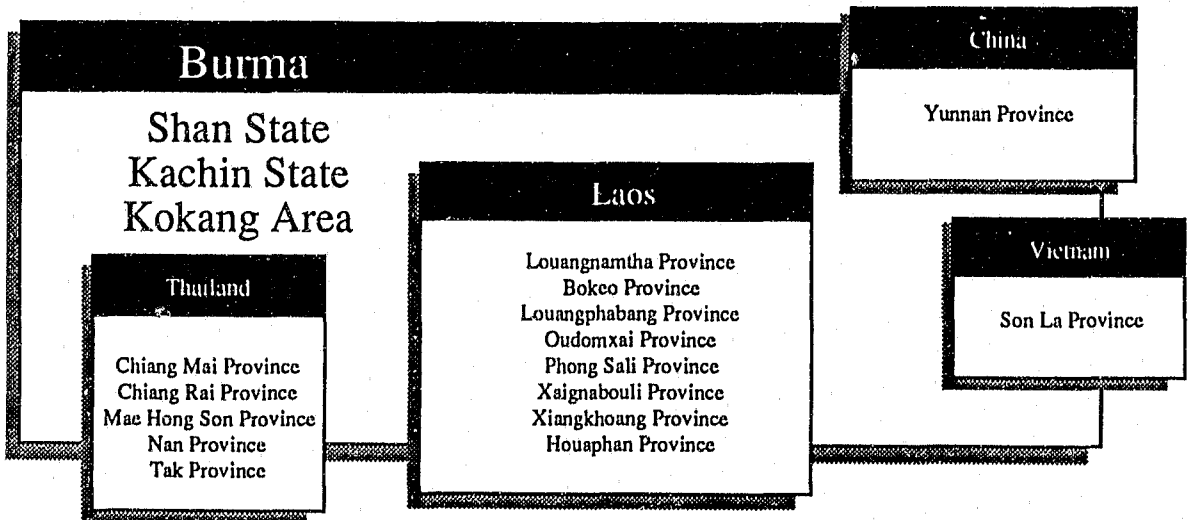 Burma
Shan State
Kachin State
Kokang Area
China
Yunnan Province
Laos
Louangnamtha Province
Bokeo Province
Louangphabang Province
Oudomxai Province
Phong Sali Province
Xaignabouli Province
Xiangkhoang Province
Houaphan Province
Vietnam
Son La Province
Thailand
Chiang Mai Province
Chiang Rai Province
Mae Hong Son Province
Nan Province
Tak Province